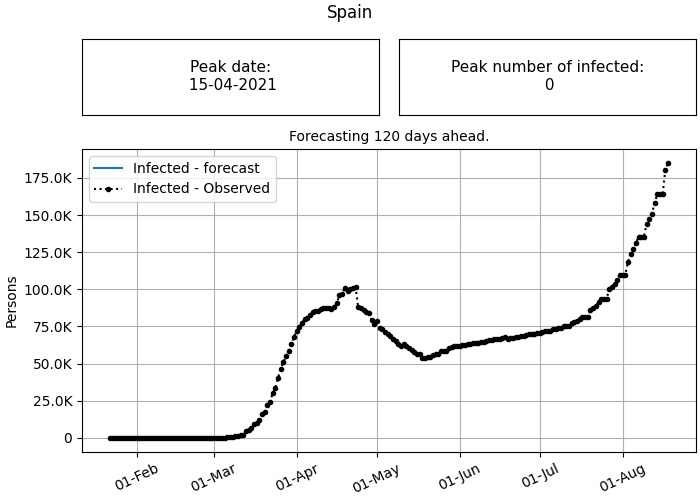 Spain
Peak date:
15-04-2021
Peak number of infected:
0
Forecasting 120 days ahead.
Infected - forecast
Infected - Observed
175.0K
150.0K
125.0K
100.0K
75.0K
50.0K
25.0K
0
Persons
01-Feb
01-Mar
01-Apr
01-May
01-Jun
01-Jul
01-Aug